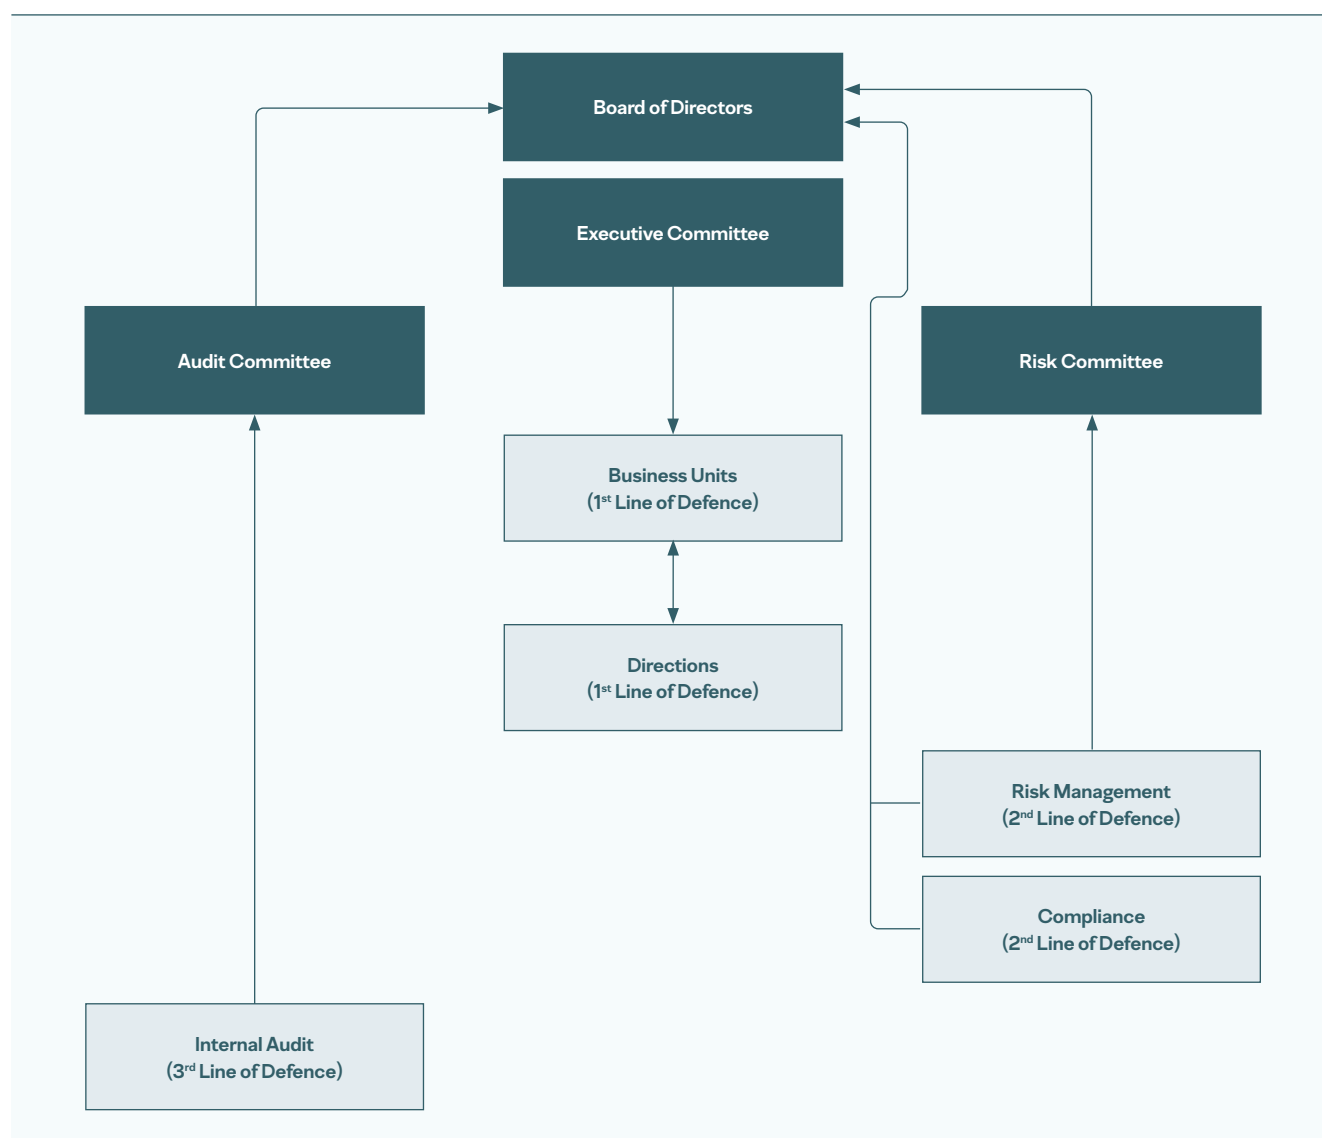 Board of Directors
Executive Committee
Audit Committee
Risk Committee
Business Units
(1st Line of Defence)
Directions
(1st Line of Defence)
Risk Management
(2nd Line of Defence)
Compliance
(2nd Line of Defence)
Internal Audit
(3rd Line of Defence)